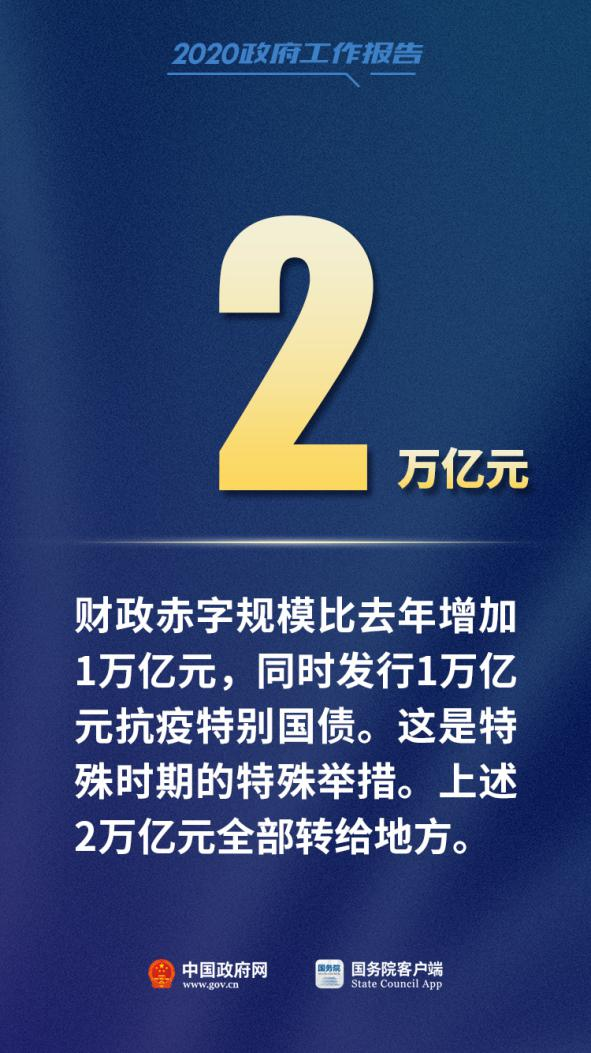 2020政府工作报告
2
万亿元
财政赤字规模比去年增加
1万亿元，同时发行1万亿
元抗疫特别国债。这是特
殊时期的特殊举措。上述
2万亿元全部转给地方。
中国政府网
www.gov.cn
国务院
国务院客户端
State Council App